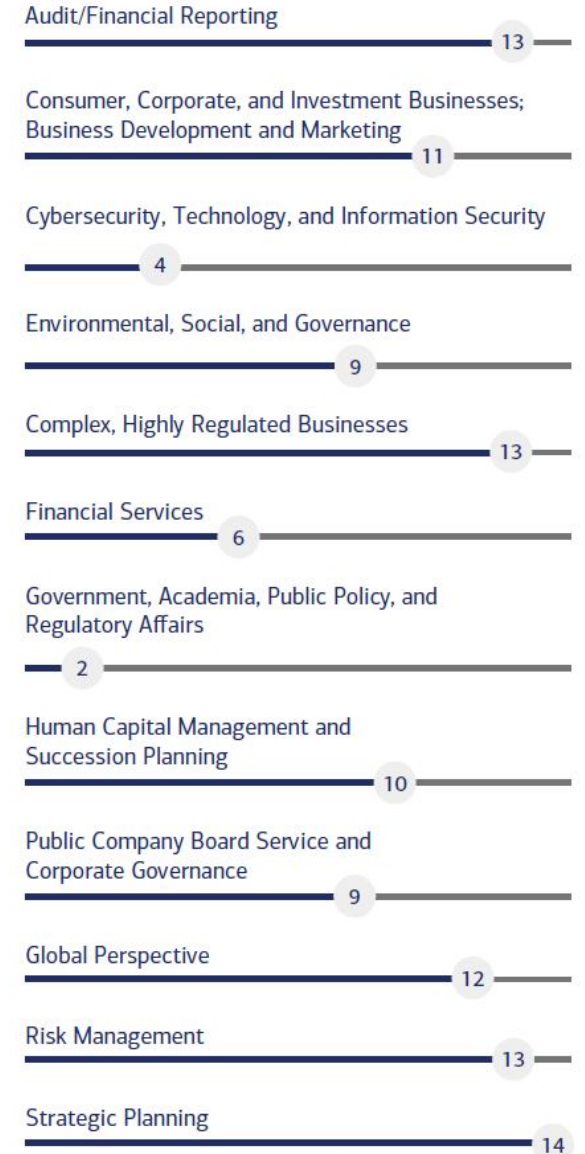 Audit/Financial Reporting
13
Consumer, Corporate, and Investment Businesses;
Business Development and Marketing
11
Cybersecurity, Technology, and Information Security
4
Environmental, Social, and Governance
9
Complex, Highly Regulated Businesses
13
Financial Services
6
Government, Academia, Public Policy, and
Regulatory Affairs
2
Human Capital Management and
Succession Planning
10
Public Company Board Service and
Corporate Governance
9
Global Perspective
12
Risk Management
13
Strategic Planning
14